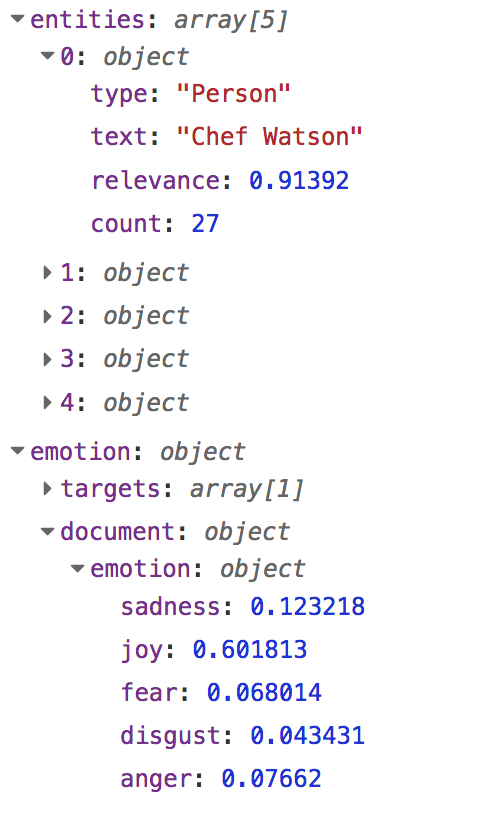 entities: array[5]
0: object
type: "Person"
text: "Chef Watson"
relevance: 0.91392
count: 27
1: object
2: object
3: object
4: object
emotion: object
targets: array[1]
document: object
emotion: object
sadness: 0.123218
joy: 0.601813
fear: 0.068014
disgust: 0.043431
anger: 0.07662